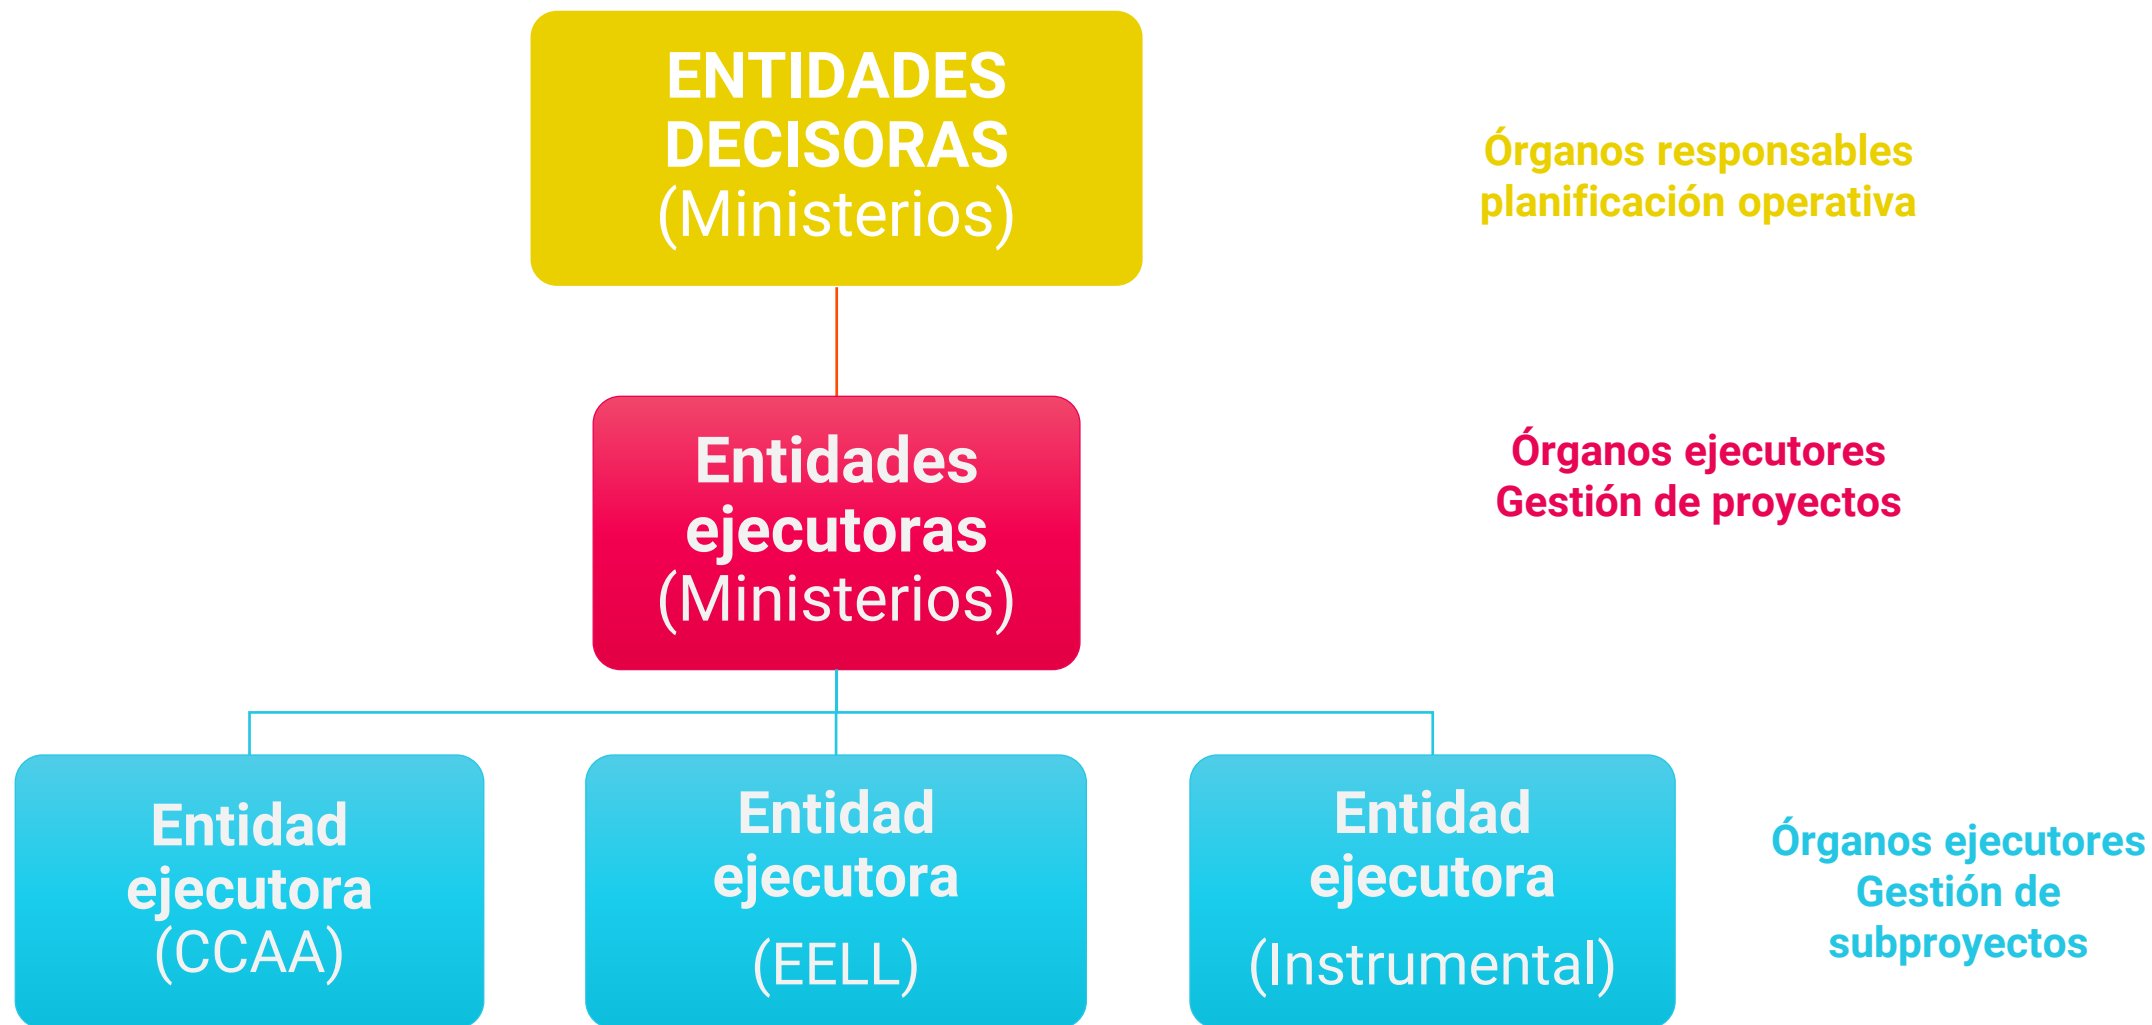 ENTIDADES
DECISORAS
(Ministerios)
Órganos responsables
planificación operativa
Entidades
ejecutoras
(Ministerios)
Órganos ejecutores
Gestión de proyectos
Entidad
ejecutora
(CCAA)
Entidad
ejecutora
(EELL)
Entidad
ejecutora
(Instrumental)
Órganos ejecutores
Gestión de
subproyectos